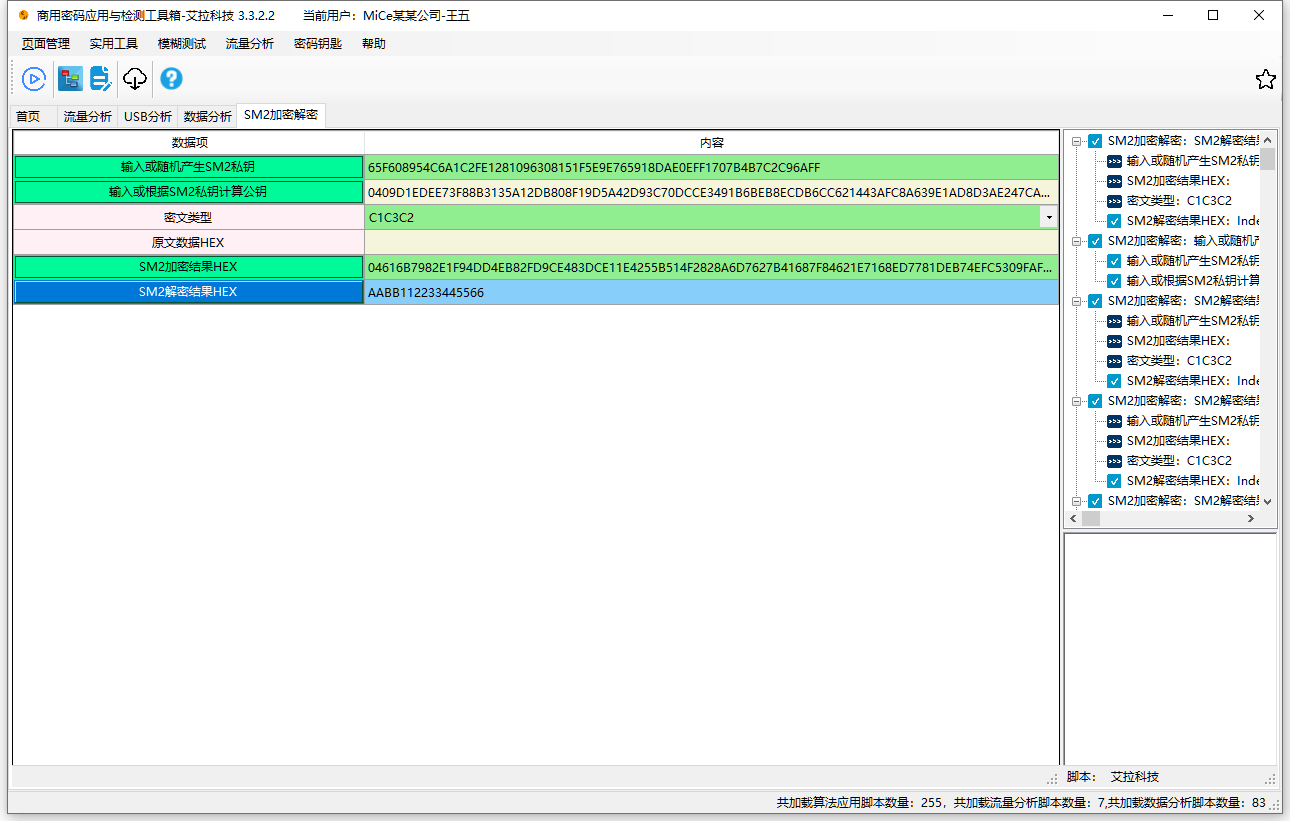 商用密码应用与检测工具箱-艾拉科技 3.3.2.2 当前用户：MiCe某某公司-王五
页面管理 实用工具 模糊测试 流量分析 密码钥匙 帮助
首页 流量分析 USB分析 数据分析 SM2加密解密
数据项 内容
输入或随机产生SM2私钥 65F608954C6A1C2FE1281096308151F5E9E765918DAE0EFF1707B4B7C2C96AFF
输入或根据SM2私钥计算公钥 0409D1EDEE73F88B3135A12DB808F19D5A42D93C70DCCE3491B6BEB8ECDB6CC621443AFC8A639E1AD8D3AE247CA...
密文类型 C1C3C2
原文数据HEX
SM2加密结果HEX 04616B7982E1F94DD4EB82FD9CE483DCE11E4255B514F2828A6D7627B41687F84621E7168ED7781DEB74EFC5309FAF...
SM2解密结果HEX AABB112233445566
SM2加密解密：SM2解密结
输入或随机产生SM2私钥
SM2加密结果HEX：
密文类型：C1C3C2
SM2解密结果HEX：Inde
SM2加密解密：输入或随机
输入或随机产生SM2私钥
输入或根据SM2私钥计算
SM2加密解密：SM2解密结
输入或随机产生SM2私钥
SM2加密结果HEX：
密文类型：C1C3C2
SM2解密结果HEX：Inde
SM2加密解密：SM2解密结
输入或随机产生SM2私钥
SM2加密结果HEX：
密文类型：C1C3C2
SM2解密结果HEX：Inde
SM2加密解密：SM2解密结
脚本： 艾拉科技
共加载算法应用脚本数量：255，共加载流量分析脚本数量：7,共加载数据分析脚本数量：83